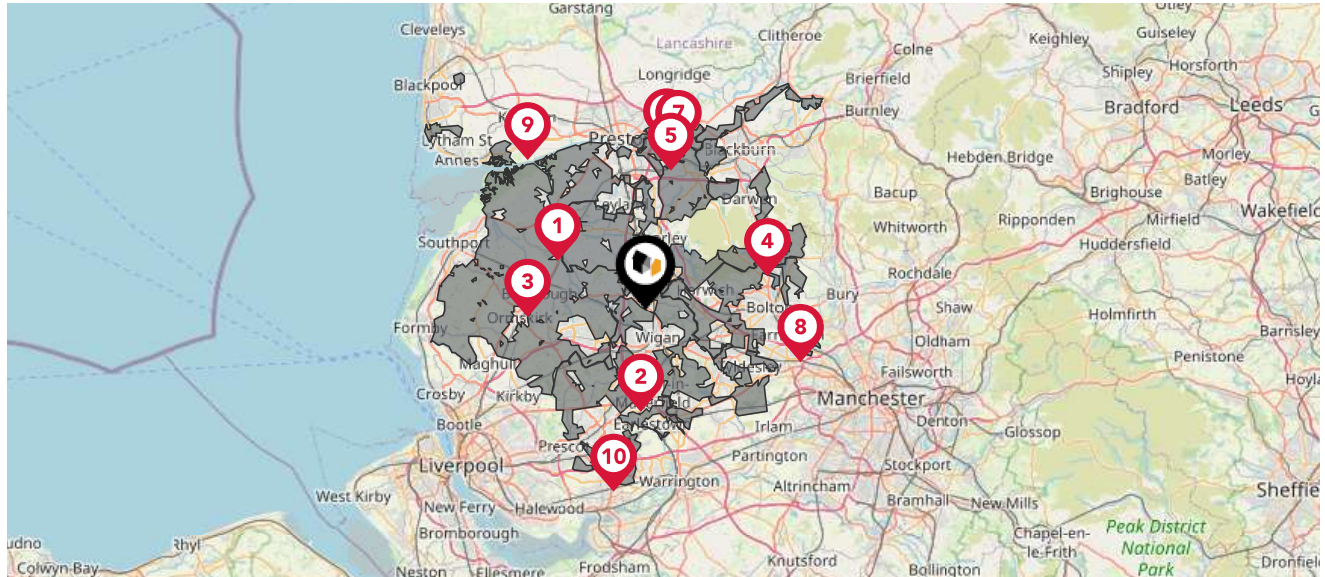 Garstang
Otley
Cleveleys
Guiseley
Clitheroe
Keighley
Colne
Lancashire
Horsforth
Longridge
Shipley
Brierfield
Blackpool
Bradford
Leeds
Burnley
7
9
5
Lytham St
Annes
Preston
Blackburn
Hebden Bridge
Morley
Batley
Brighouse
Bacup
Darwen
Wakefield
Ripponden
Mirfield
1
Whitworth
4
Southport
Huddersfield
3
Rochdale
Bury
Shaw
Bolton
Holmfirth
Ormskirk
Formby
8
Barnsley
Wigan
Oldham
Penistone
Maghull
2
Failsworth
Crosby
Kirkby
Manchester
Denton
Bootle
Earlestown
Irlam
Glossop
10
Partington
Liverpool
Stockport
Warrington
Altrincham
West Kirby
New Ferry
Halewood
Bramhall
New Mills
Bromborough
Chapel-en-
le-Frith
Peak District
National
Park
Rhyl
Knutsford
Colwyn Bay
Neston
Frodsham
Bollington